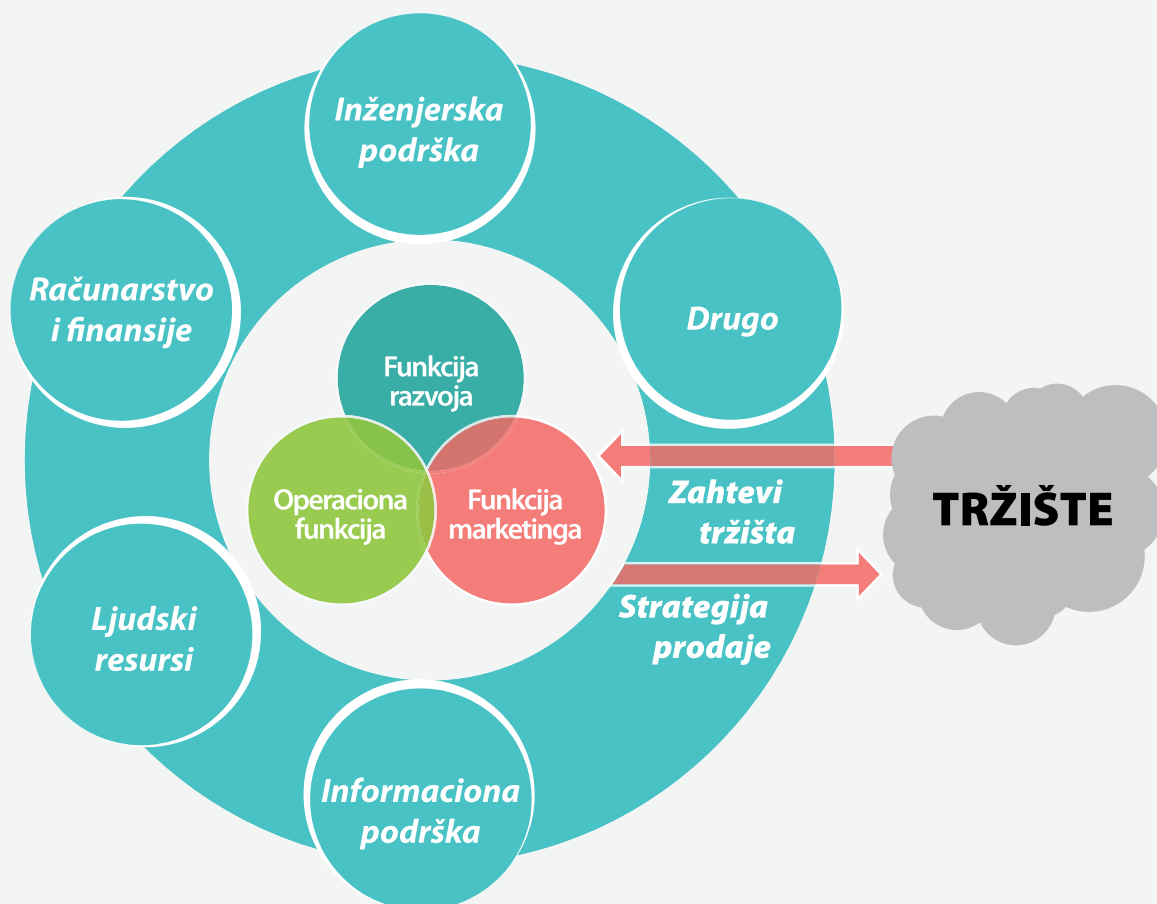 Inženjerska
podrška
Računarstvo
i finansije
Drugo
Funkcija
razvoja
Operaciona
funkcija
Funkcija
marketinga
Zahtevi
tržišta
TRŽIŠTE
Strategija
prodaje
Ljudski
resursi
Informaciona
podrška